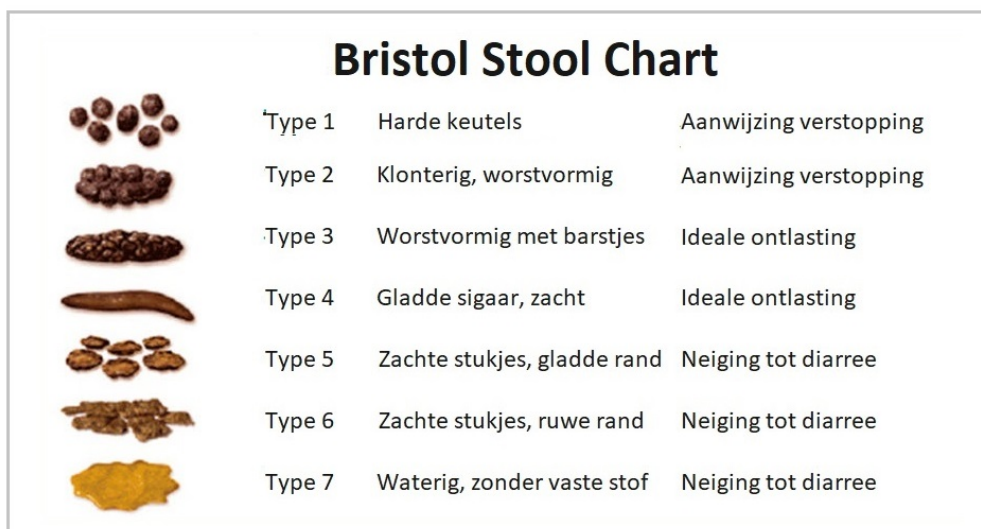 Bristol Stool Chart
Type 1 Harde keutels Aanwijzing verstopping
Type 2 Klonterig, worstvormig Aanwijzing verstopping
Type 3 Worstvormig met barstjes Ideale ontlasting
Type 4 Gladde sigaar, zacht Ideale ontlasting
Type 5 Zachte stukjes, gladde rand Neiging tot diarree
Type 6 Zachte stukjes, ruwe rand Neiging tot diarree
Type 7 Waterig, zonder vaste stof Neiging tot diarree